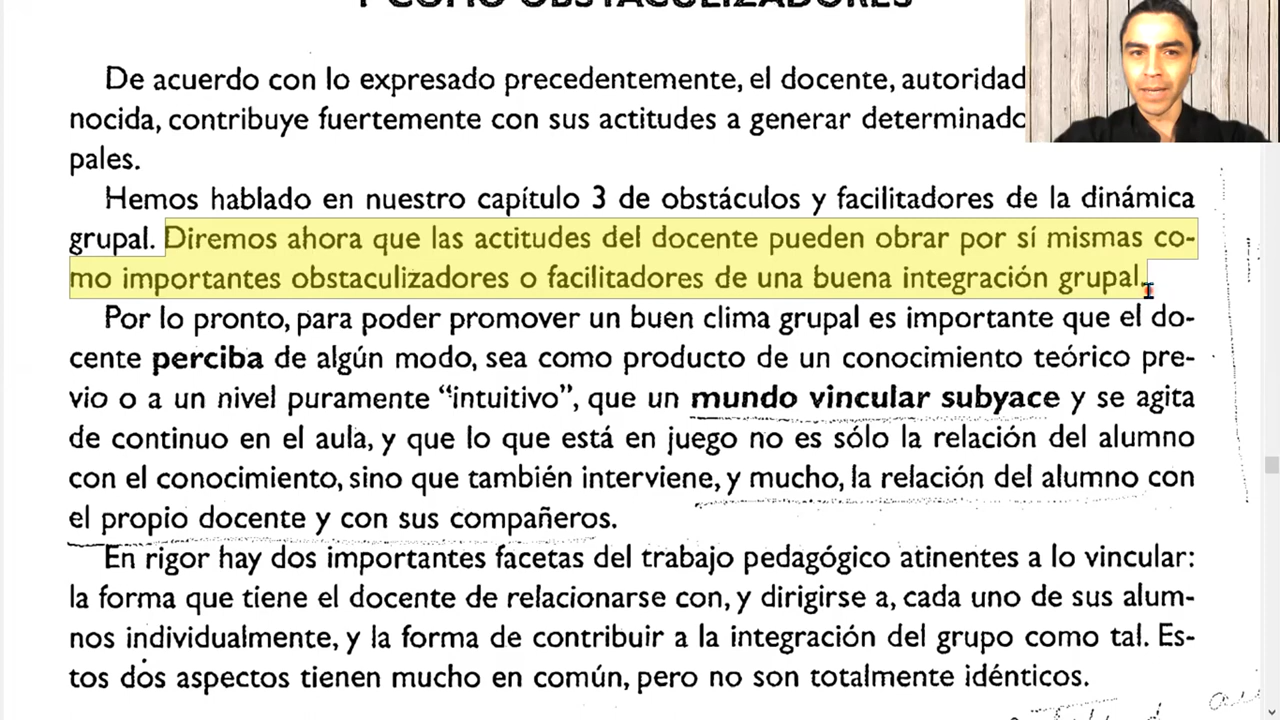 Y COMO OBSTACULIZADORES
De acuerdo con lo expresado precedentemente, el docente, autoridad
nocida, contribuye fuertemente con sus actitudes a generar determinado
pales.
Hemos hablado en nuestro capítulo 3 de obstáculos y facilitadores de la dinámica
grupal. Diremos ahora que las actitudes del docente pueden obrar por sí mismas co-
mo importantes obstaculizadores o facilitadores de una buena integración grupal.
Por lo pronto, para poder promover un buen clima grupal es importante que el do-
cente perciba de algún modo, sea como producto de un conocimiento teórico pre-
vio o a un nivel puramente “intuitivo”, que un mundo vincular subyace y se agita
de continuo en el aula, y que lo que está en juego no es sólo la relación del alumno
con el conocimiento, sino que también interviene, y mucho, la relación del alumno con
el propio docente y con sus compañeros.
En rigor hay dos importantes facetas del trabajo pedagógico atinentes a lo vincular:
la forma que tiene el docente de relacionarse con, y dirigirse a, cada uno de sus alum-
nos individualmente, y la forma de contribuir a la integración del grupo como tal. Es-
tos dos aspectos tienen mucho en común, pero no son totalmente idénticos.